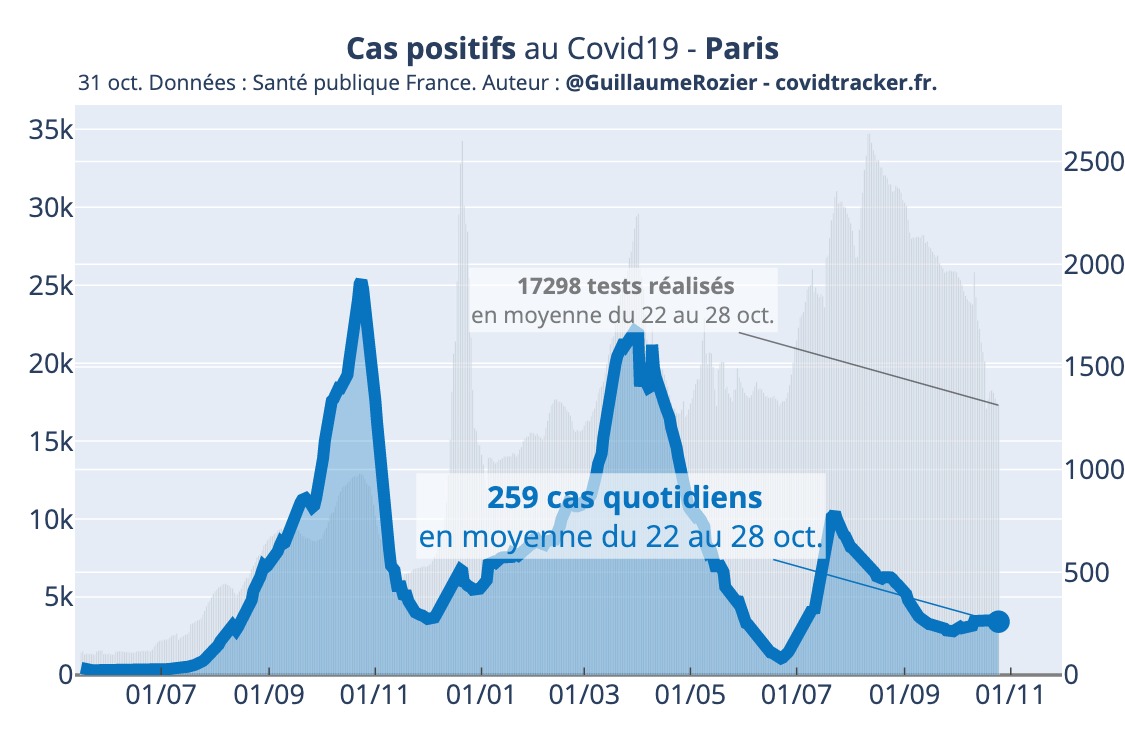 Cas positifs au Covid19 - Paris
31 oct. Données : Santé publique France. Auteur : @GuillaumeRozier - covidtracker.fr.
35k
30k
25k
20k
15k
10k
5k
0
2500
2000
1500
1000
500
0
17298 tests réalisés
en moyenne du 22 au 28 oct.
259 cas quotidiens
en moyenne du 22 au 28 oct.
01/07 01/09 01/11 01/01 01/03 01/05 01/07 01/09 01/11